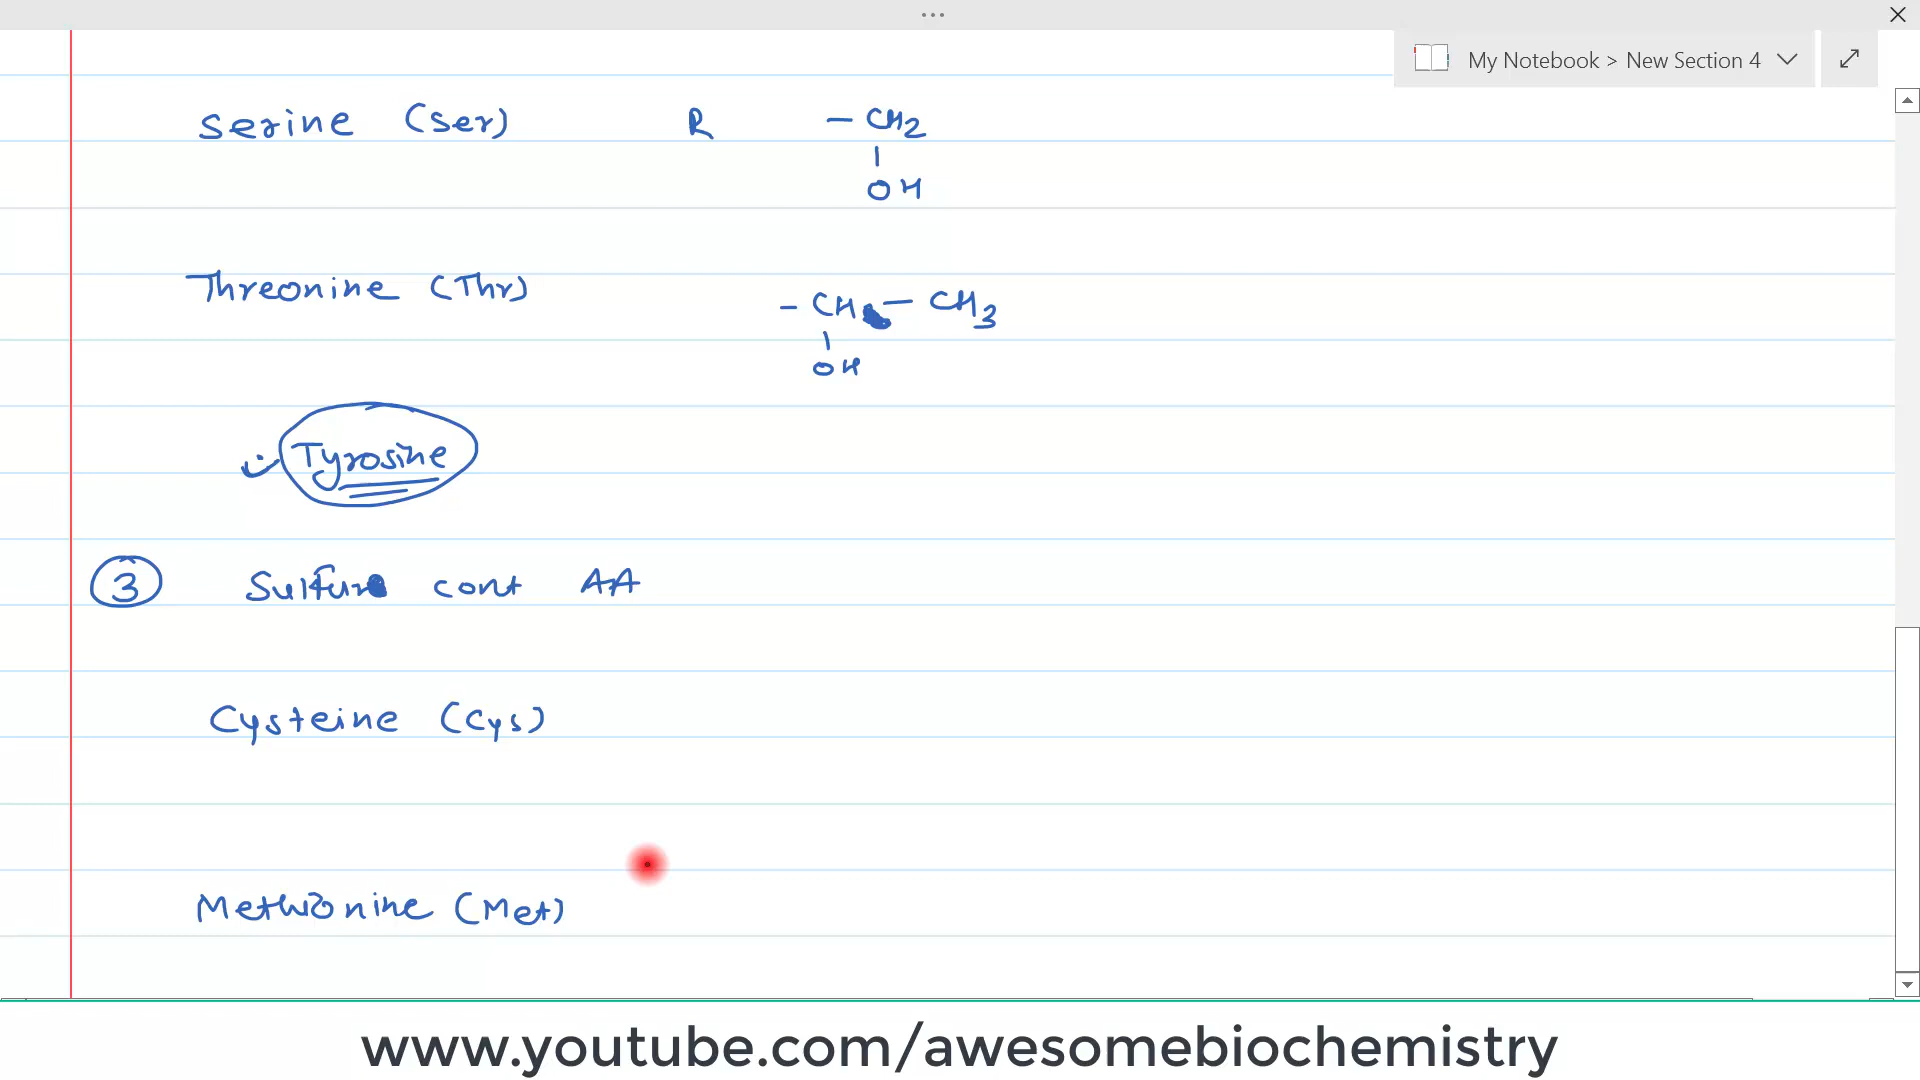 ...
My Notebook > New Section 4
Serine (Ser) R - CH2
OH
Threonine (Thr) - CH - CH3
OH
Tyrosine
3 Sulfur cont AA
Cysteine (Cys)
Methionine (Met)
www.youtube.com/awesomebiochemistry